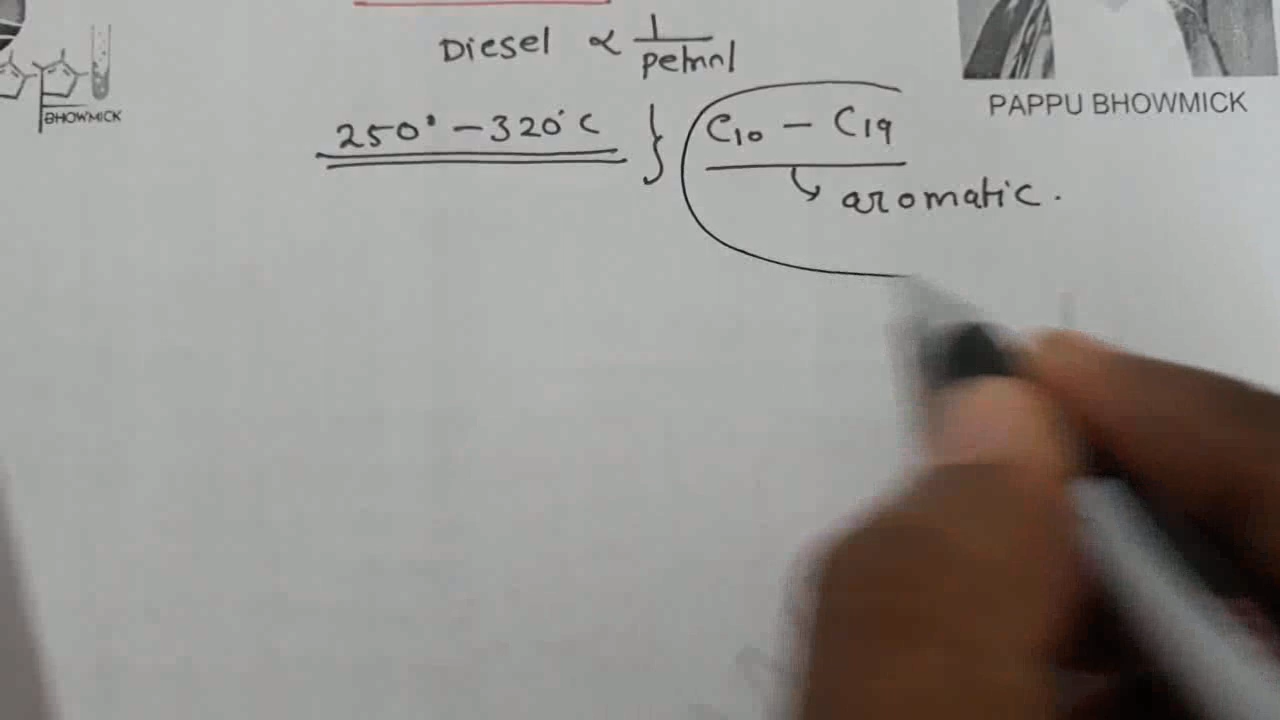 Diesel ∝ 1/petrol
BHOWMICK
PAPPU BHOWMICK
250° – 320°C } C10 – C19
aromatic.